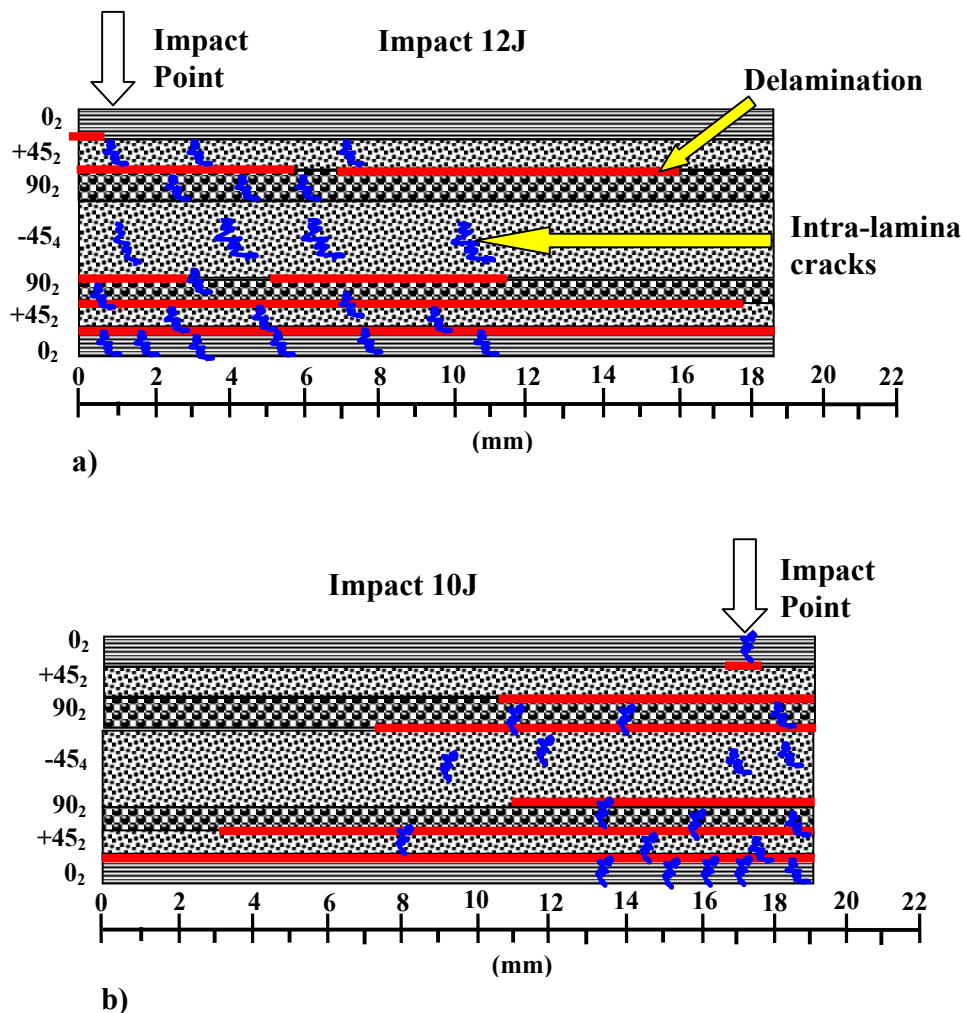 Impact
Point
Impact 12J
Delamination
0₂
+45₂
90₂
-45₄
Intra-lamina
cracks
90₂
+45₂
0₂
0 2 4 6 8 10 12 14 16 18 20 22
(mm)
a)
Impact 10J
Impact
Point
0₂
+45₂
90₂
-45₄
90₂
+45₂
0₂
0 2 4 6 8 10 12 14 16 18 20 22
(mm)
b)